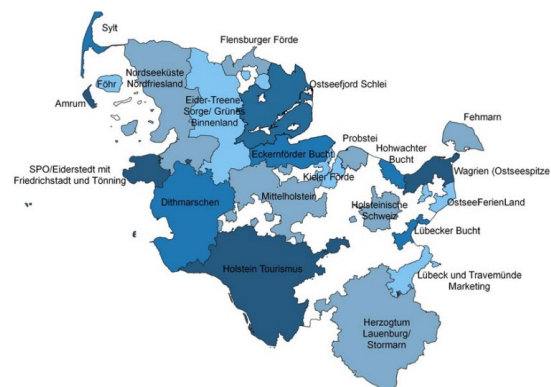 Sylt
Flensburger Förde
Nordseeküste
Nordfriesland
Föhr
Ostseefjord Schlei
Amrum
Eider-Treene-
Sorge/ Grünes
Binnenland
Fehmarn
Probstei
Hohwachter
Bucht
Eckernförder Bucht
SPO/Eiderstedt mit
Friedrichstadt und Tönning
Kieler Förde
Wagrien (Ostseespitze
Dithmarschen
Mittelholstein
Holsteinische
Schweiz
OstseeFerienLand
Lübecker Bucht
Holstein Tourismus
Lübeck und Travemünde
Marketing
Herzogtum
Lauenburg/
Stormarn